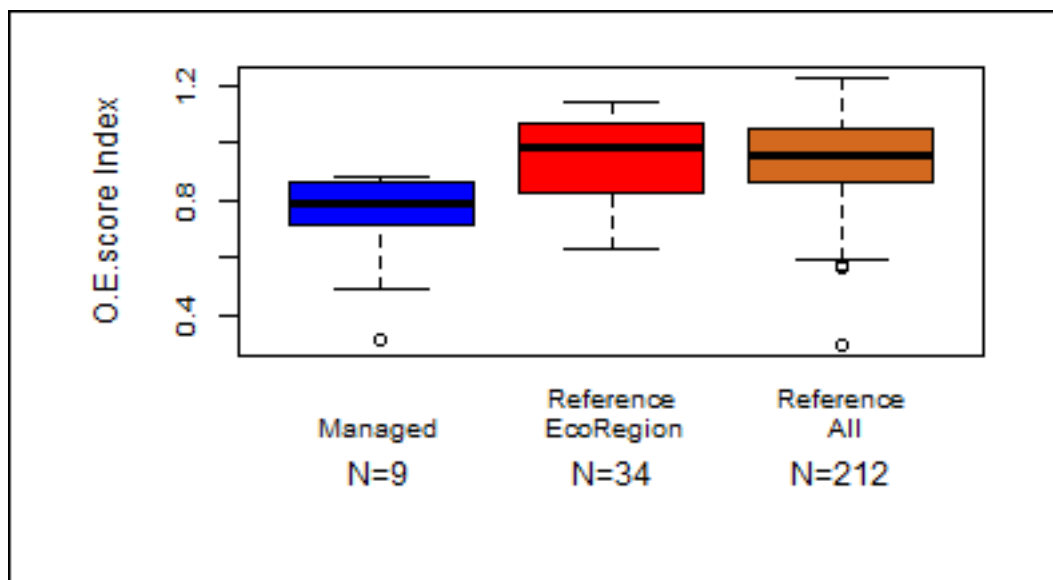 O.E.score Index
1.2
0.8
0.4
Managed
Reference
EcoRegion
Reference
All
N=9
N=34
N=212